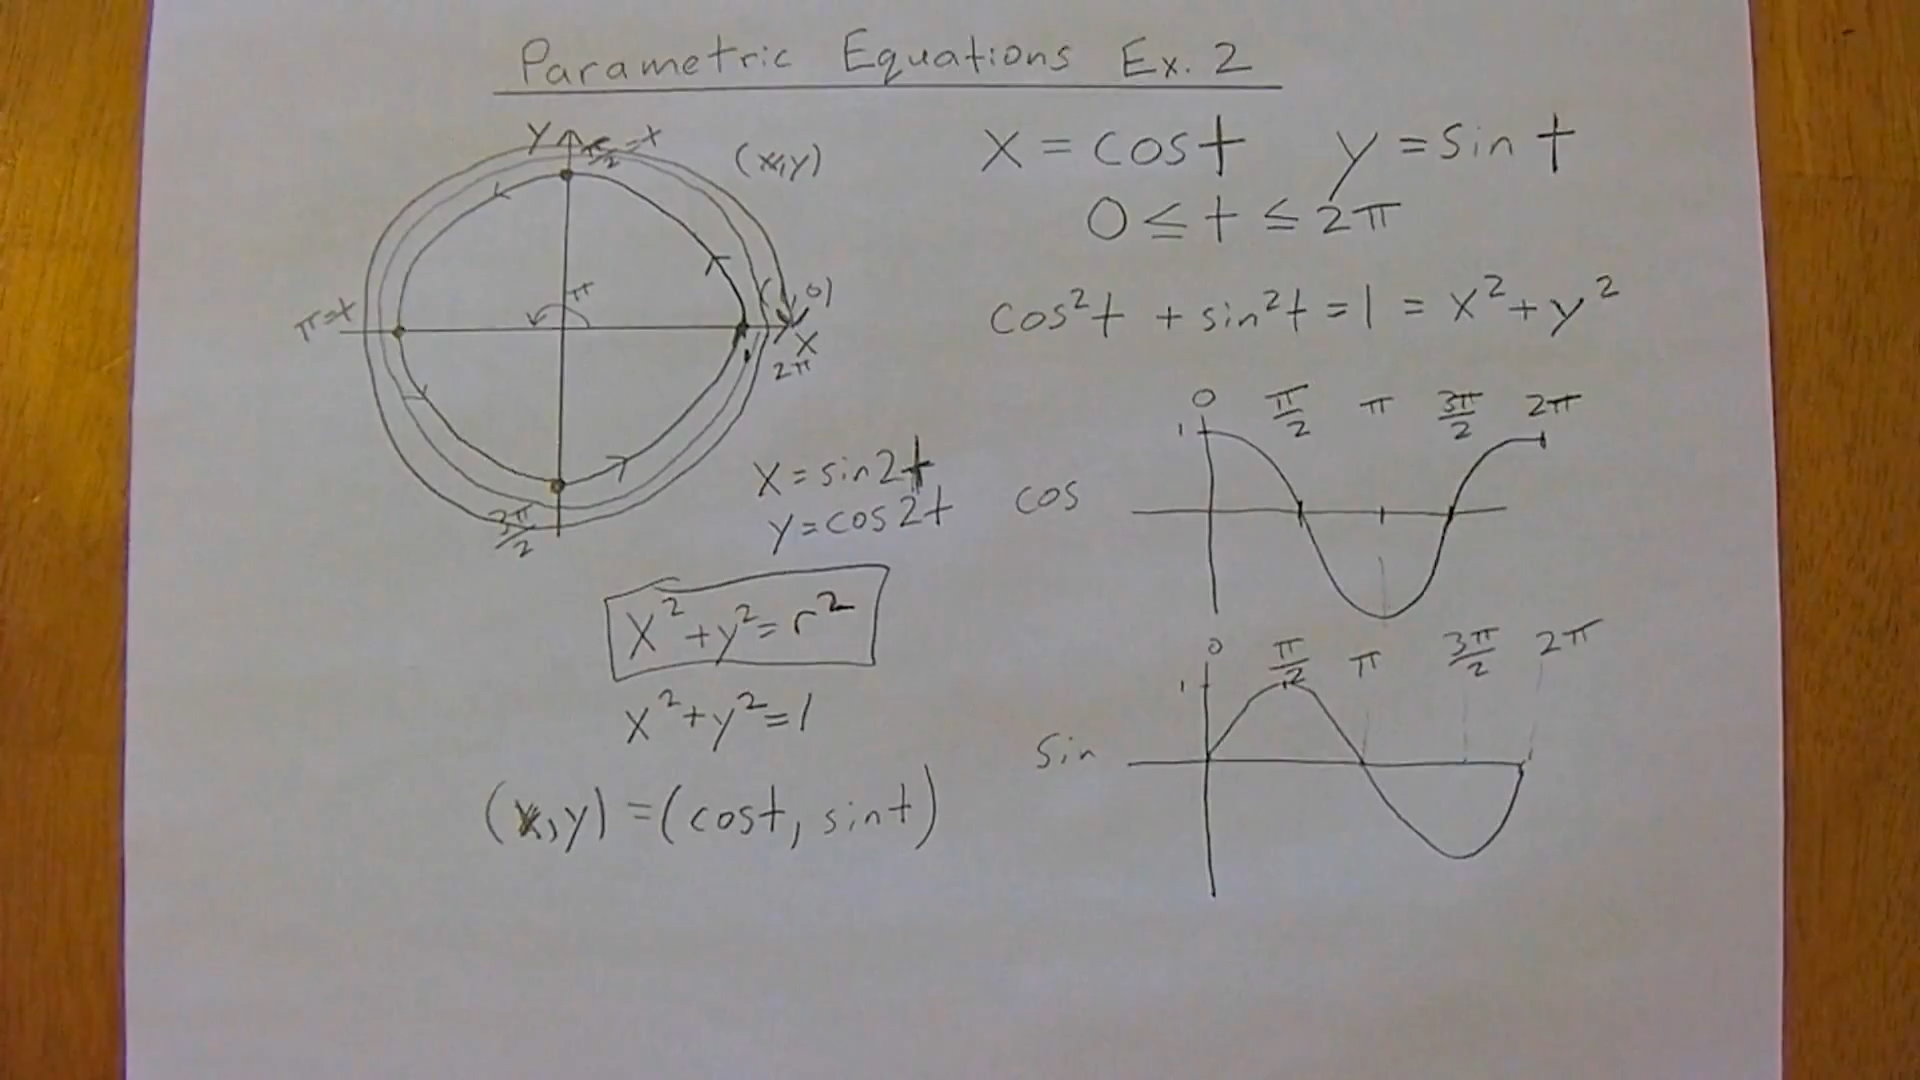 Parametric Equations Ex. 2
x = cos t y = sin t
0 ≤ t ≤ 2π
cos²t + sin²t = 1 = x² + y²
y π/2 = t
(x,y)
π = t
π
0)
x
2π
3π/2
x = sin 2t
y = cos 2t
x² + y² = r²
x² + y² = 1
(x, y) = (cos t, sin t)
0 π/2 π 3π/2 2π
1
cos
0 π/2 π 3π/2 2π
1
sin